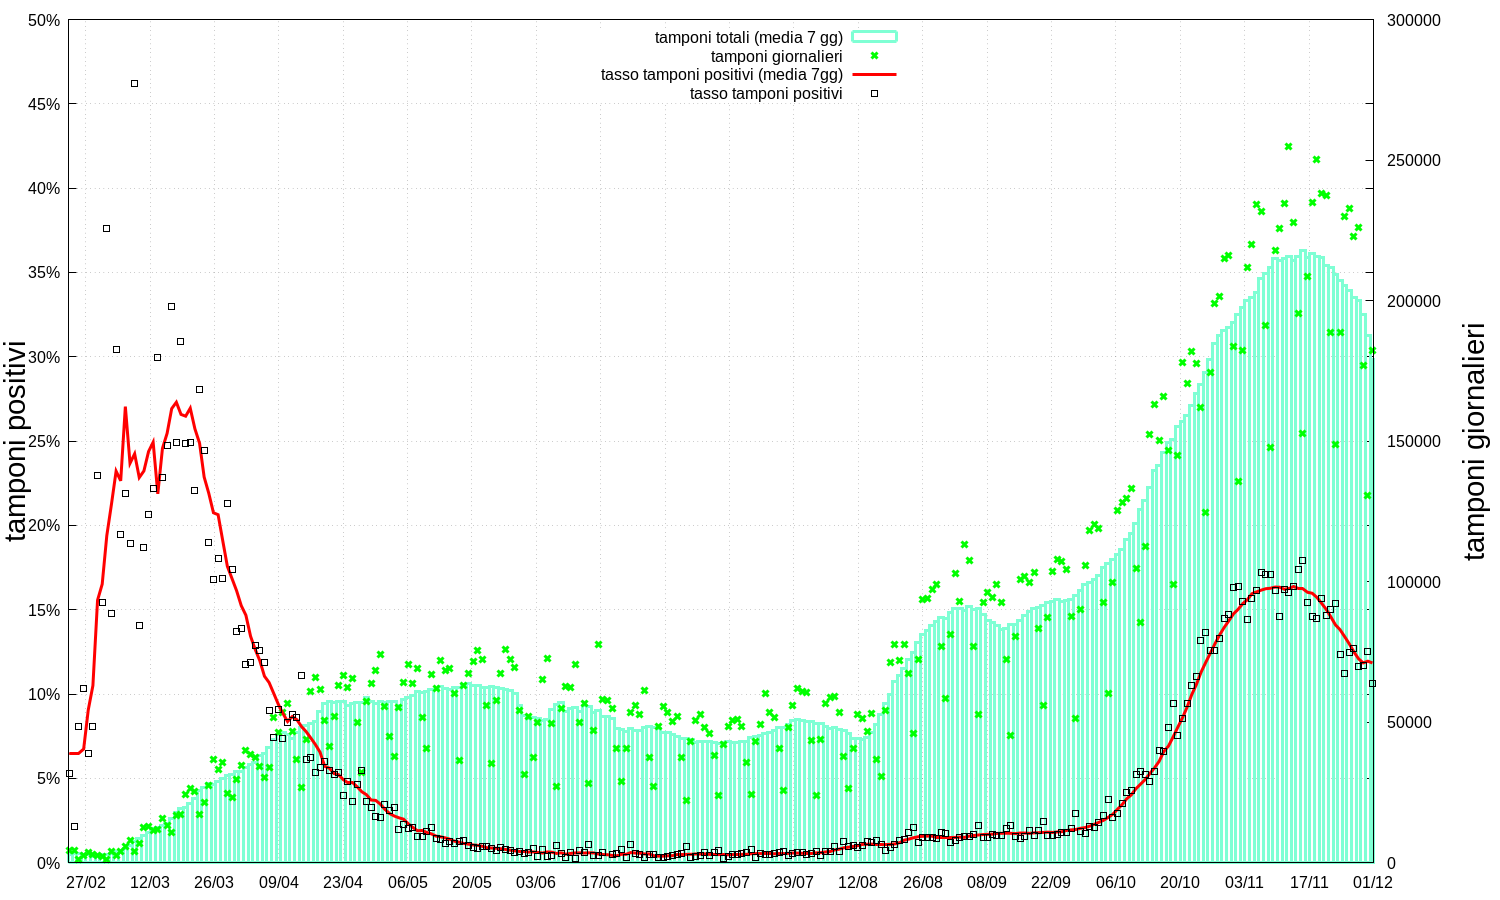 tamponi totali (media 7 gg)
tamponi giornalieri
tasso tamponi positivi (media 7gg)
tasso tamponi positivi
50%
45%
40%
35%
30%
25%
20%
15%
10%
5%
0%
tamponi positivi
300000
250000
200000
150000
100000
50000
0
tamponi giornalieri
27/02 12/03 26/03 09/04 23/04 06/05 20/05 03/06 17/06 01/07 15/07 29/07 12/08 26/08 08/09 22/09 06/10 20/10 03/11 17/11 01/12